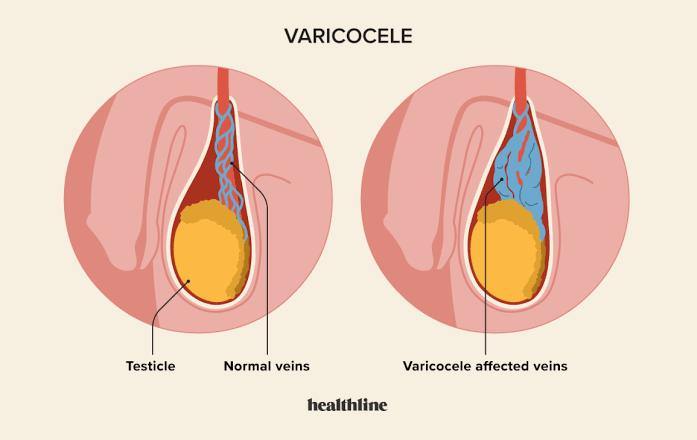 VARICOCELE
Testicle
Normal veins
Varicocele affected veins
healthline